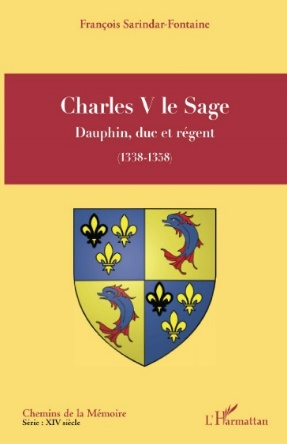 François Sarindar-Fontaine
Charles V le Sage
Dauphin, duc et régent
(1338-1358)
Chemins de la Mémoire
Série : XIV siècle
L'Harmattan